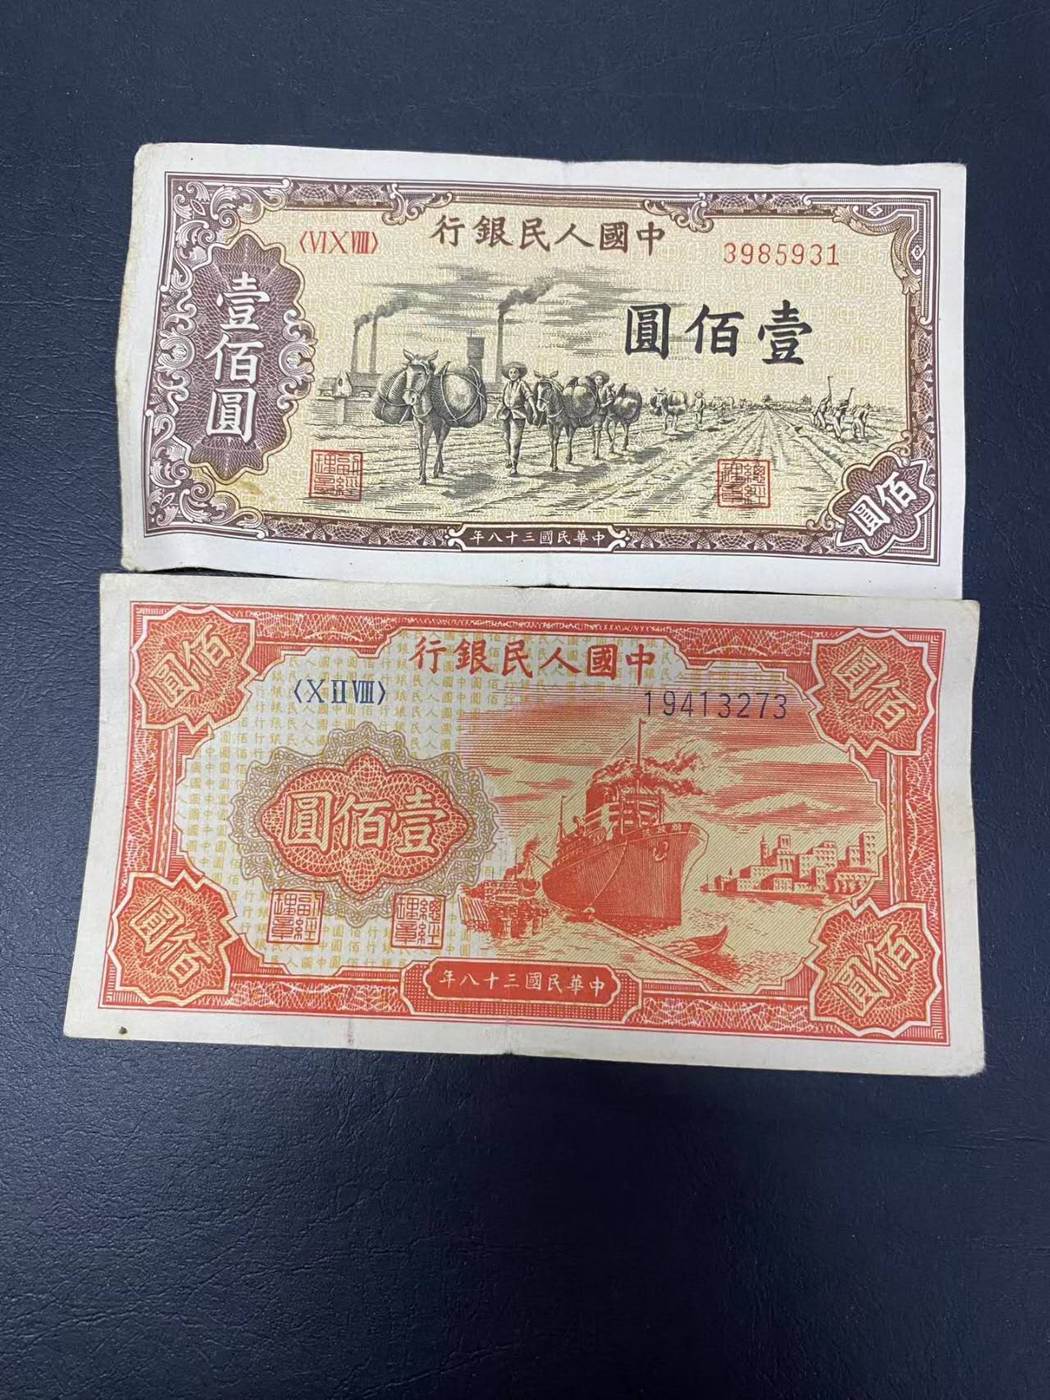 行銀民人國中
〈VIXVIII〉
3985931
壹佰圓
圓佰壹
佰圓
年八十三國民華中
行銀民人國中
〈XIIVIII〉
19413273
佰圓
佰圓
圓佰壹
佰圓
佰圓
年八十三國民華中